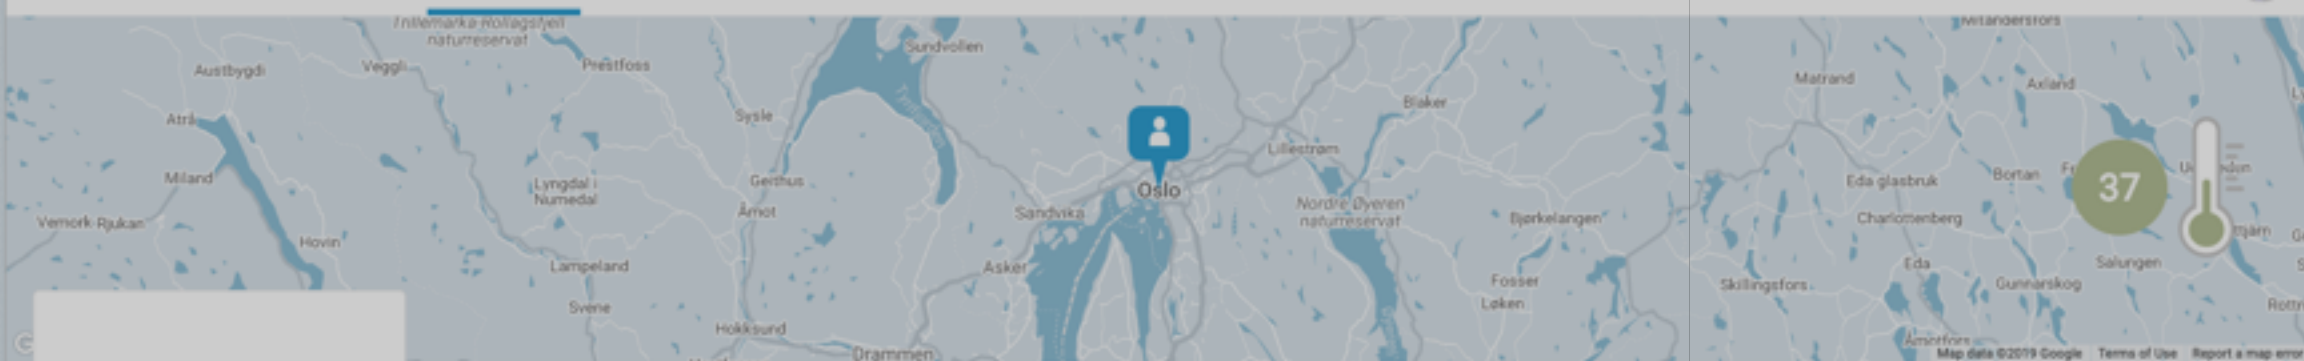 naturreservat
Sundvollen
Mitandersfors
Austbygdi
Veggli
Prestfoss
Matrand
Axland
Atrå
Sysle
Blaker
Lillestrøm
Miland
Lyngdal i
Numedal
Geithus
Oslo
Eda glasbruk
Bortan
37
Vemork-Rjukan
Åmot
Sandvika
Nordre Øyeren
naturreservat
Bjørkelangen
Charlottenberg
Hovin
Lampeland
Asker
Fosser
Eda
Salungen
Skillingsfors
Gunnarskog
Svene
Løken
Hokksund
Drammen
Åmotfors
Map data ©2019 Google
Terms of Use
Report a map error